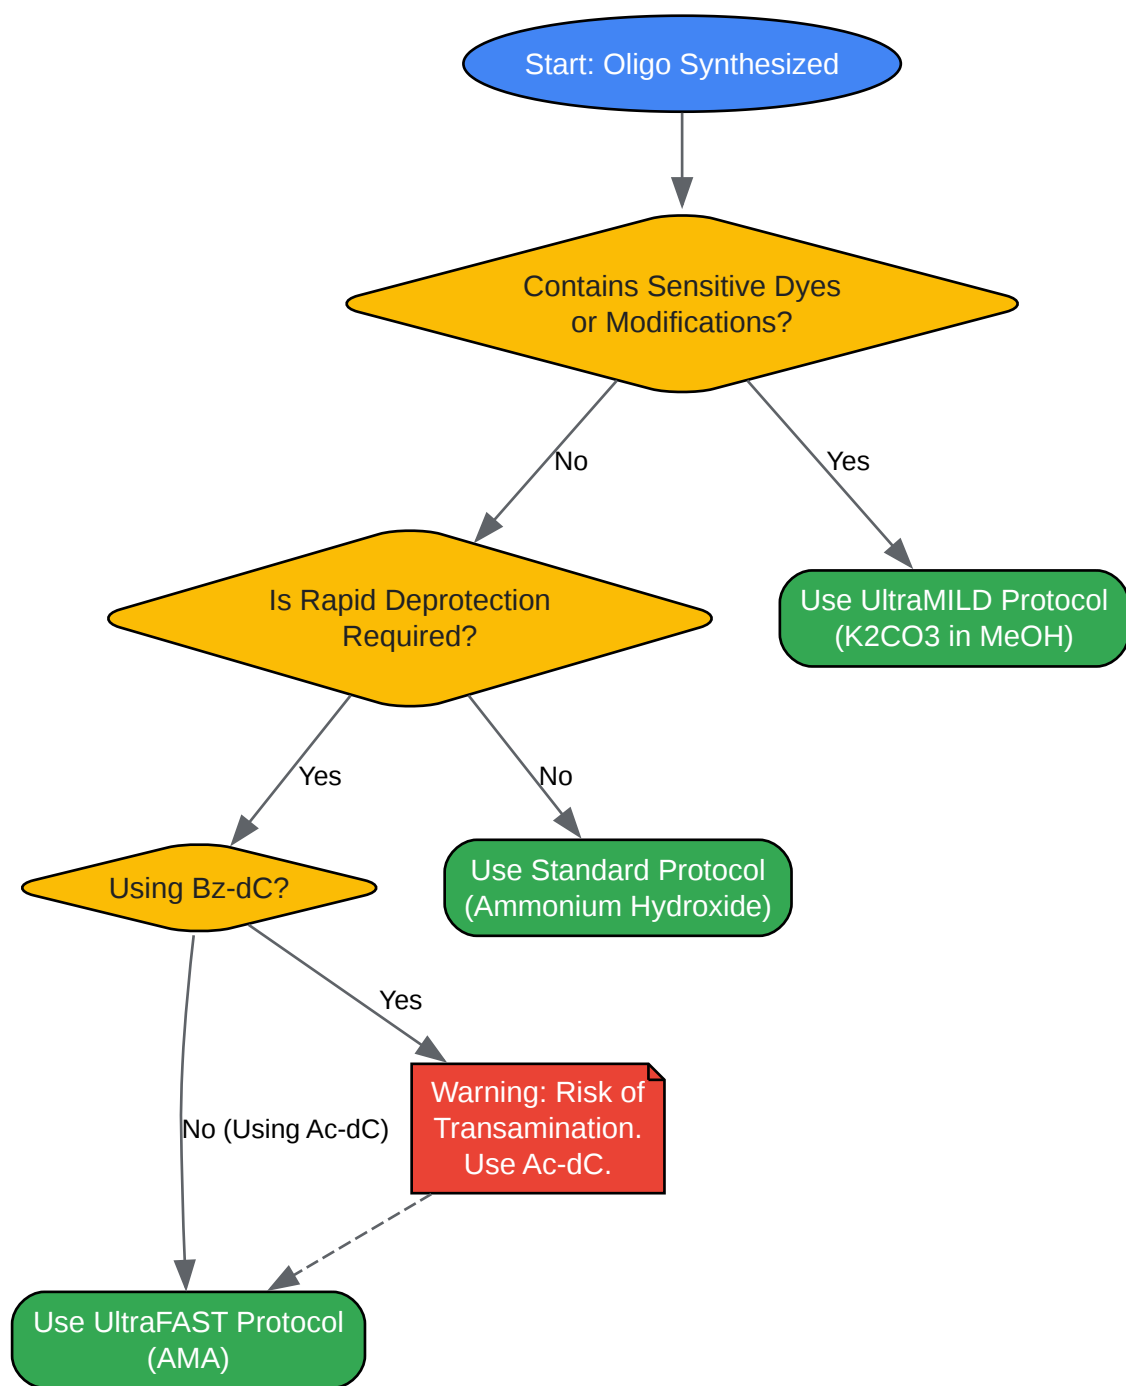 Start: Oligo Synthesized
Contains Sensitive Dyes
or Modifications?
No
Yes
Is Rapid Deprotection
Required?
Use UltraMILD Protocol
(K2CO3 in MeOH)
Yes
No
Using Bz-dC?
Use Standard Protocol
(Ammonium Hydroxide)
Yes
No (Using Ac-dC)
Warning: Risk of
Transamination.
Use Ac-dC.
Use UltraFAST Protocol
(AMA)